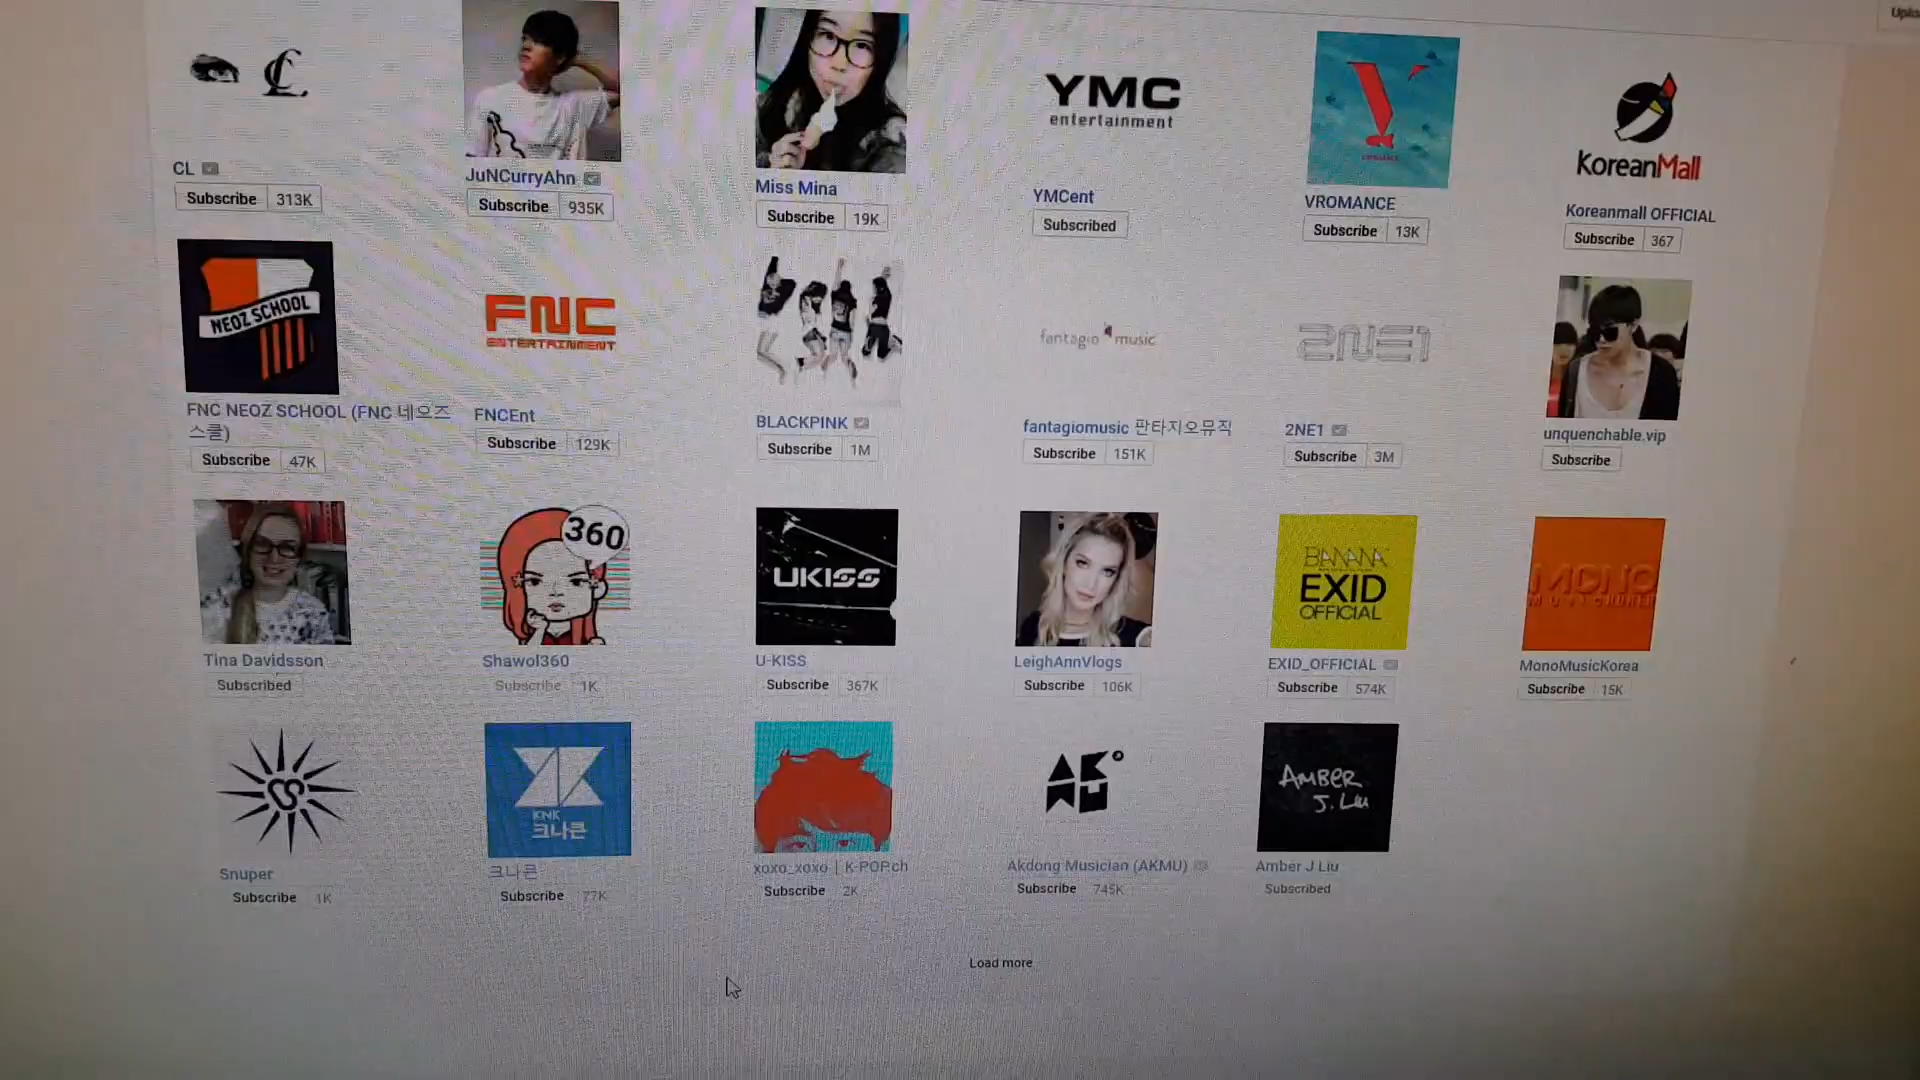 CL
Subscribe 313K
JuNCurryAhn
Subscribe 935K
Miss Mina
Subscribe 19K
YMC
entertainment
YMCent
Subscribed
VROMANCE
Subscribe 13K
KoreanMall
Koreanmall OFFICIAL
Subscribe 367
NEOZ SCHOOL
FNC NEOZ SCHOOL (FNC 네오즈
스쿨)
Subscribe 47K
FNC
ENTERTAINMENT
FNCEnt
Subscribe 129K
BLACKPINK
Subscribe 1M
fantagio music
fantagiomusic 판타지오뮤직
Subscribe 151K
2NE1
2NE1
Subscribe 3M
unquenchable.vip
Subscribe
Tina Davidsson
Subscribed
360
Shawol360
Subscribe 1K
UKISS
U-KISS
Subscribe 367K
LeighAnnVlogs
Subscribe 106K
BANANA
EXID
OFFICIAL
EXID_OFFICIAL
Subscribe 574K
MONO
MonoMusicKorea
Subscribe 15K
Snuper
Subscribe 1K
KNK
크나큰
크나큰
Subscribe 77K
xoxo_xoxo | K-POP.ch
Subscribe 2K
AKMU
Akdong Musician (AKMU)
Subscribe 745K
AMBER
J. Liu
Amber J Liu
Subscribed
Load more